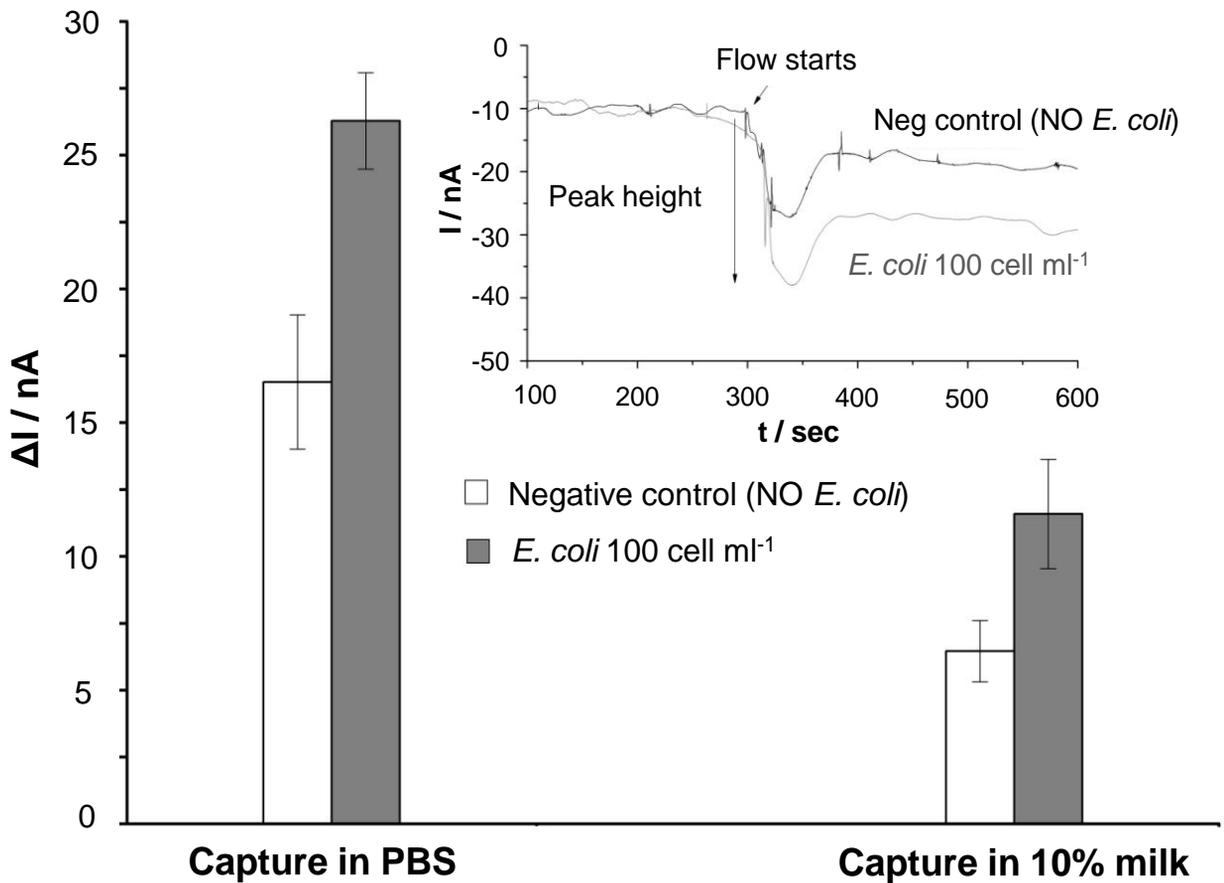 30
25
20
15
10
5
0
ΔI / nA
Capture in PBS
Capture in 10% milk
Negative control (NO E. coli)
E. coli 100 cell ml-1
0
-10
-20
-30
-40
-50
I / nA
Flow starts
Neg control (NO E. coli)
Peak height
E. coli 100 cell ml-1
100 200 300 400 500 600
t / sec